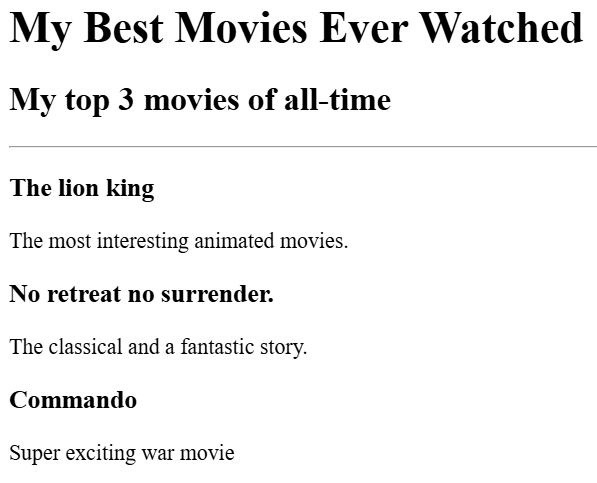 My Best Movies Ever Watched
My top 3 movies of all-time
The lion king
The most interesting animated movies.
No retreat no surrender.
The classical and a fantastic story.
Commando
Super exciting war movie